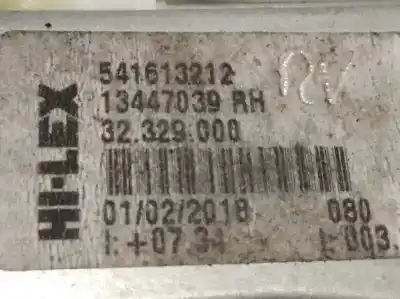 HI-LEX
541613212
13447039 RH
32.329.000
01/02/2018 080
I: +07.34 I: 003.